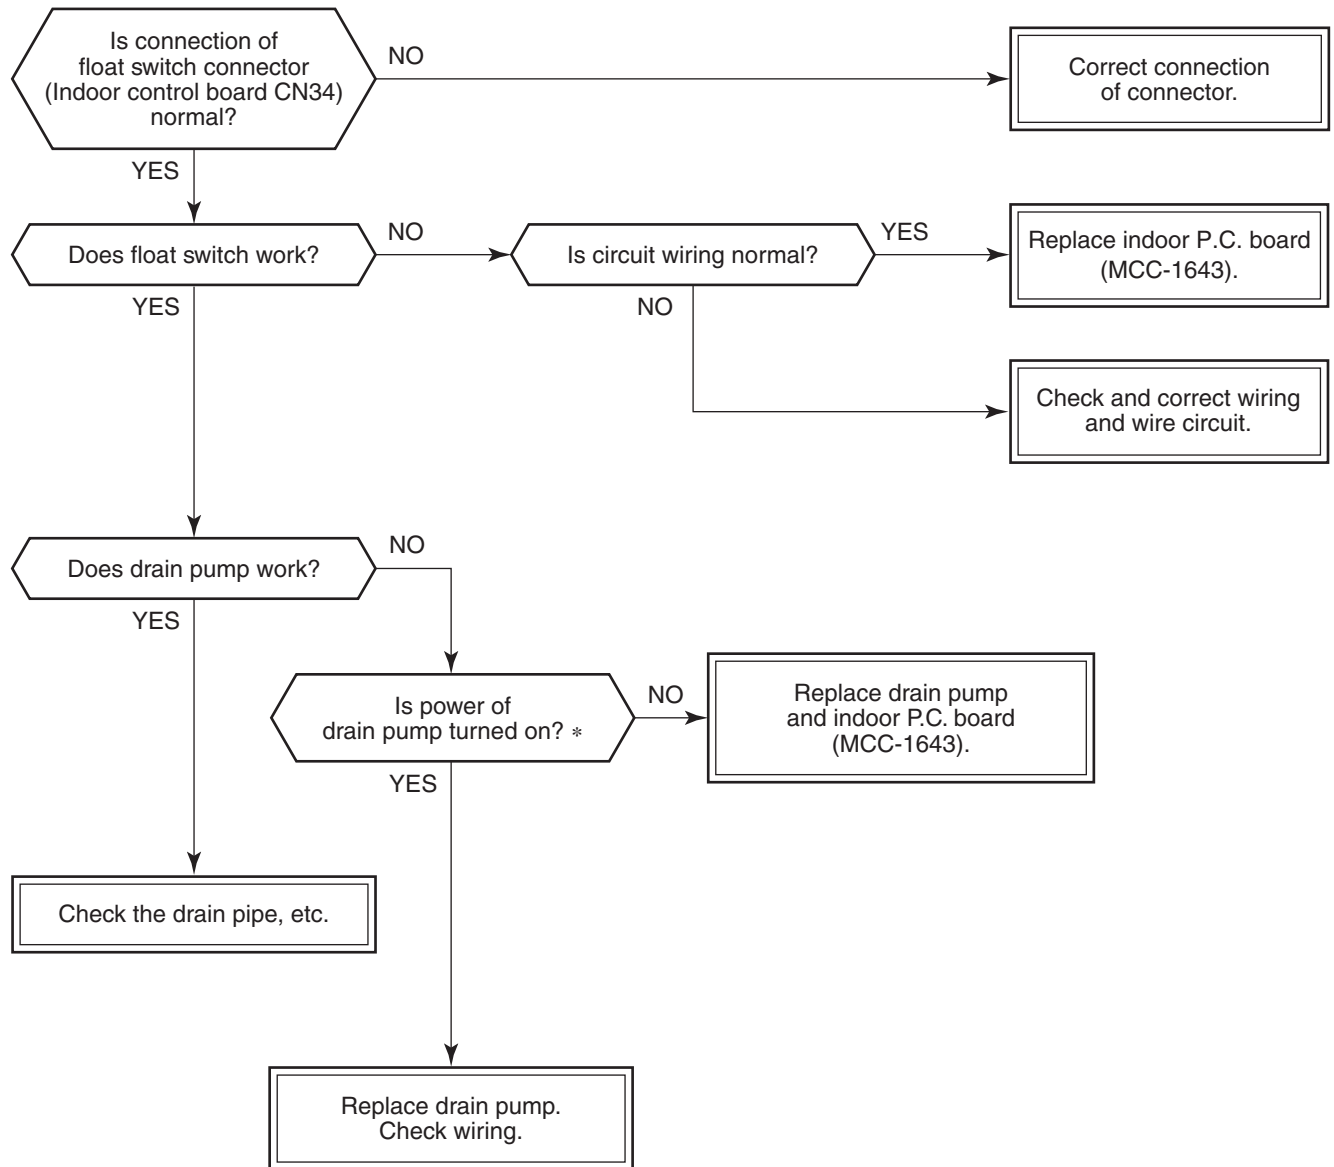 Is connection of
float switch connector
(Indoor control board CN34)
normal?
NO
Correct connection
of connector.
YES
Does float switch work?
NO
Is circuit wiring normal?
YES
Replace indoor P.C. board
(MCC-1643).
YES
NO
Check and correct wiring
and wire circuit.
Does drain pump work?
NO
YES
Is power of
drain pump turned on? *
NO
Replace drain pump
and indoor P.C. board
(MCC-1643).
YES
Check the drain pipe, etc.
Replace drain pump.
Check wiring.